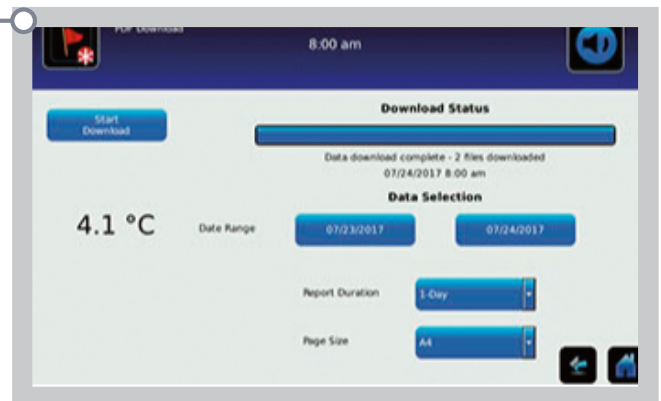 PDF Download
8:00 am
Start
Download
Download Status
Data download complete - 2 files downloaded
07/24/2017 8:00 am
Data Selection
4.1 °C
Date Range
07/23/2017
07/24/2017
Report Duration
1-Day
Page Size
A4